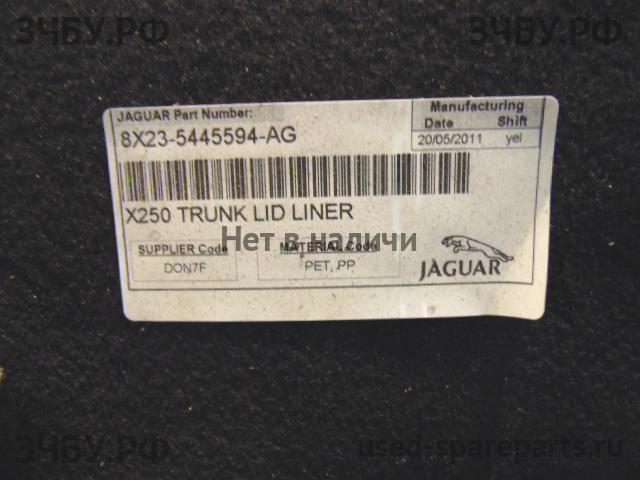 ЗЧБУ.РФ
ЗЧБУ.РФ
JAGUAR Part Number:
8X23-5445594-AG
Manufacturing
Date Shift
20/05/2011 yel
X250 TRUNK LID LINER
Нет в наличи
SUPPLIER Code
DON7F
MATERIAL Code
PET, PP
JAGUAR
ЗЧБУ.РФ
used-spareparts.ru